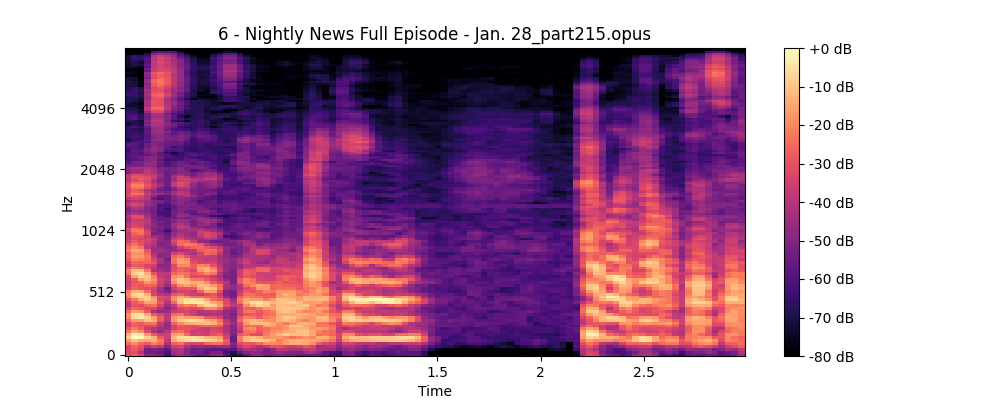 6 - Nightly News Full Episode - Jan. 28_part215.opus
Hz
4096
2048
1024
512
0
0 0.5 1 1.5 2 2.5
Time
+0 dB
-10 dB
-20 dB
-30 dB
-40 dB
-50 dB
-60 dB
-70 dB
-80 dB